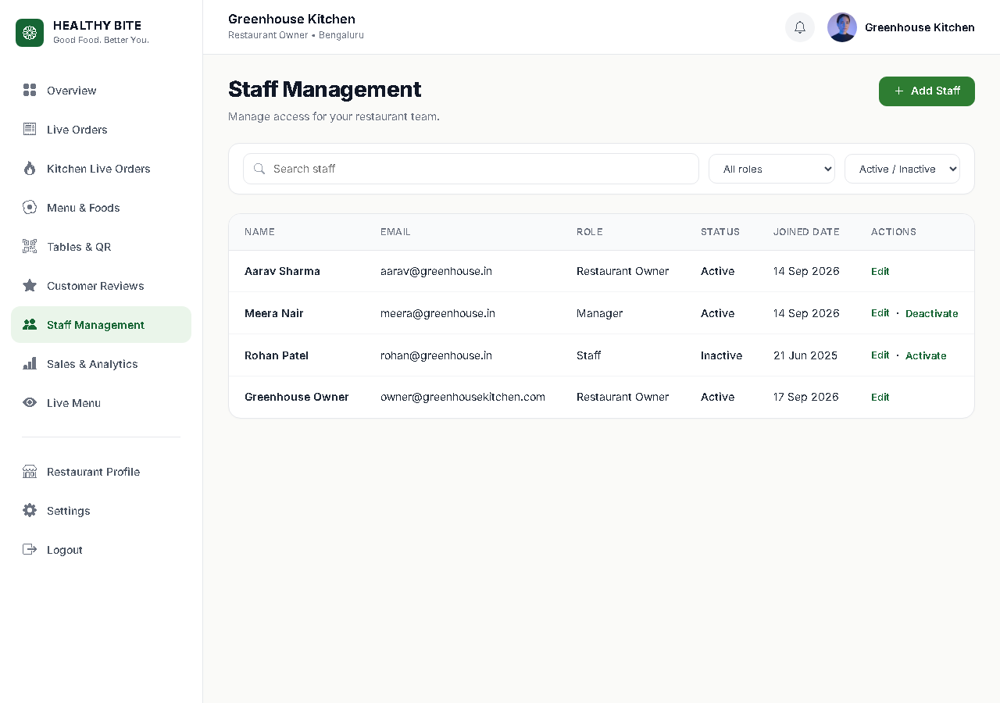 HEALTHY BITE
Good Food. Better You.
Overview
Live Orders
Kitchen Live Orders
Menu & Foods
Tables & QR
Customer Reviews
Staff Management
Sales & Analytics
Live Menu
Restaurant Profile
Settings
Logout
Greenhouse Kitchen
Restaurant Owner • Bengaluru
Greenhouse Kitchen
Staff Management
Manage access for your restaurant team.
+ Add Staff
Search staff
All roles
Active / Inactive
NAME EMAIL ROLE STATUS JOINED DATE ACTIONS
Aarav Sharma aarav@greenhouse.in Restaurant Owner Active 14 Sep 2026 Edit
Meera Nair meera@greenhouse.in Manager Active 14 Sep 2026 Edit · Deactivate
Rohan Patel rohan@greenhouse.in Staff Inactive 21 Jun 2025 Edit · Activate
Greenhouse Owner owner@greenhousekitchen.com Restaurant Owner Active 17 Sep 2026 Edit